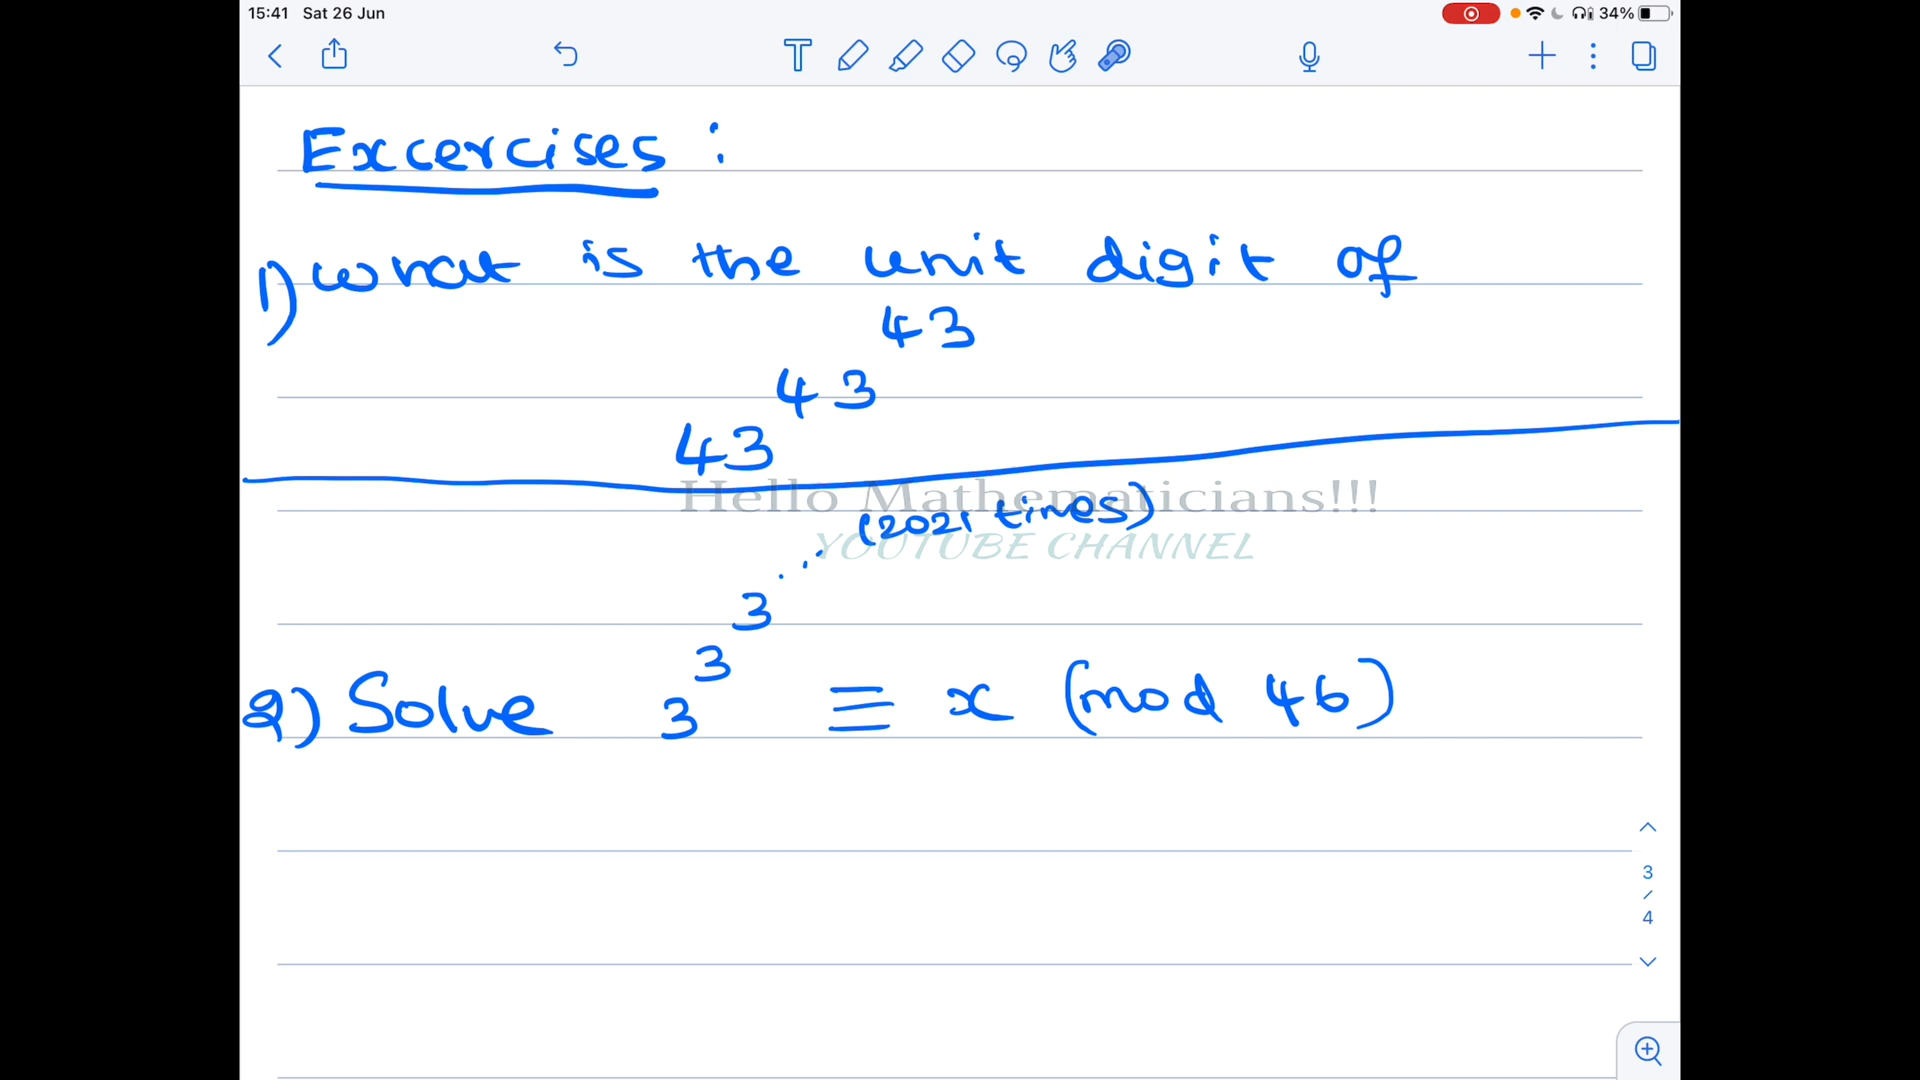 15:41 Sat 26 Jun 34%
Excercises :
1) What is the unit digit of
43
43
43
Hello Mathematicians!!!
(2021 times)
YOUTUBE CHANNEL
. . .
3
3
2) Solve 3 ≡ x (mod 46)
3
/
4